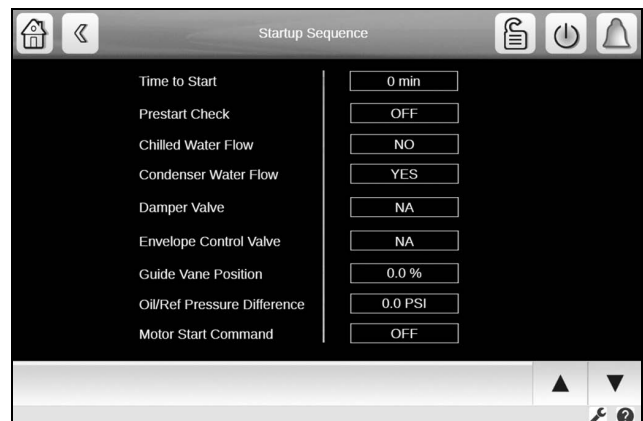 Startup Sequence
Time to Start 0 min
Prestart Check OFF
Chilled Water Flow NO
Condenser Water Flow YES
Damper Valve NA
Envelope Control Valve NA
Guide Vane Position 0.0 %
Oil/Ref Pressure Difference 0.0 PSI
Motor Start Command OFF